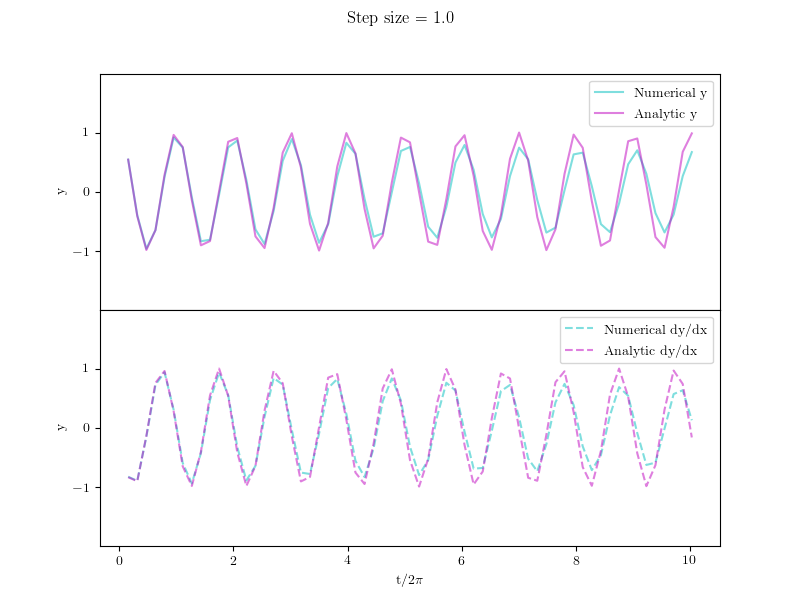 Step size = 1.0
Numerical y
Analytic y
1
0
−1
y
Numerical dy/dx
Analytic dy/dx
1
0
−1
y
0 2 4 6 8 10
t/2π